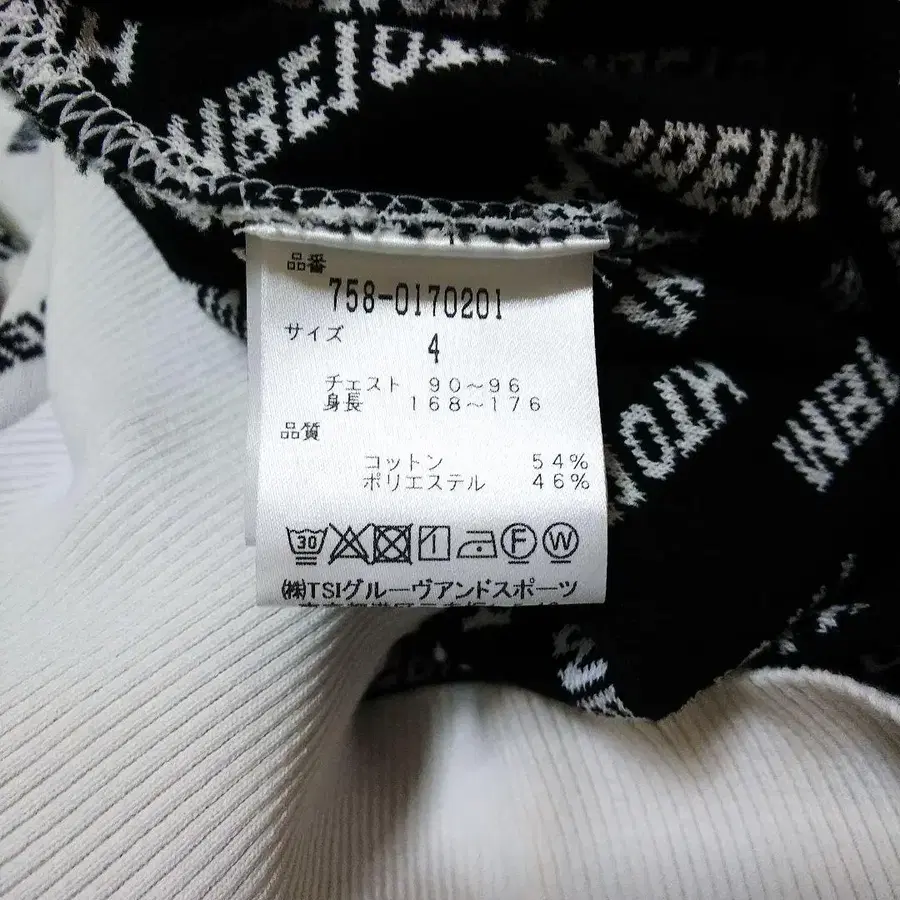 品番
758-0170201
サイズ
4
チェスト 90～96
身長 168～176
品質
コットン 54%
ポリエステル 46%
30
F
W
㈱TSIグルーヴアンドスポーツ